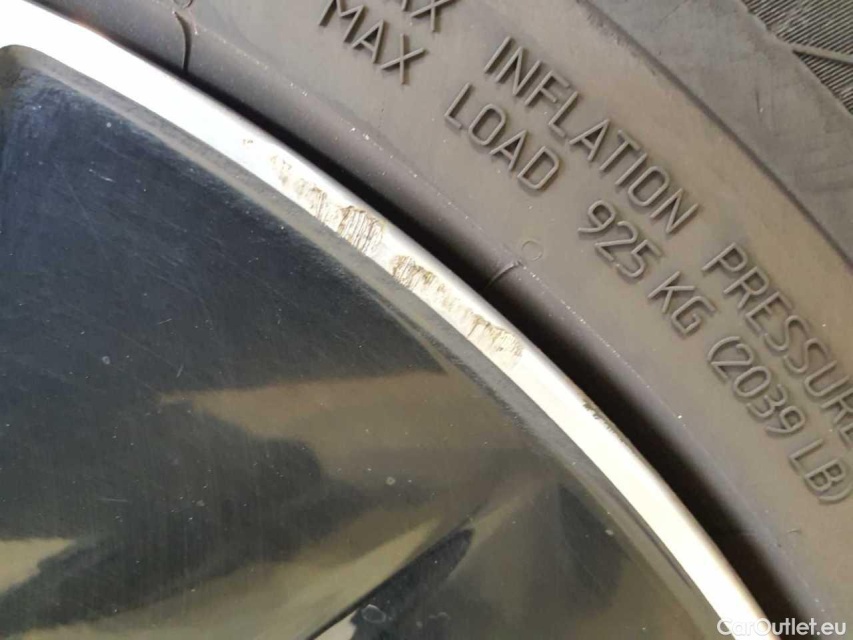 MAX INFLATION PRESSURE
MAX LOAD 925 KG (2039 LB)
CarOutlet.eu